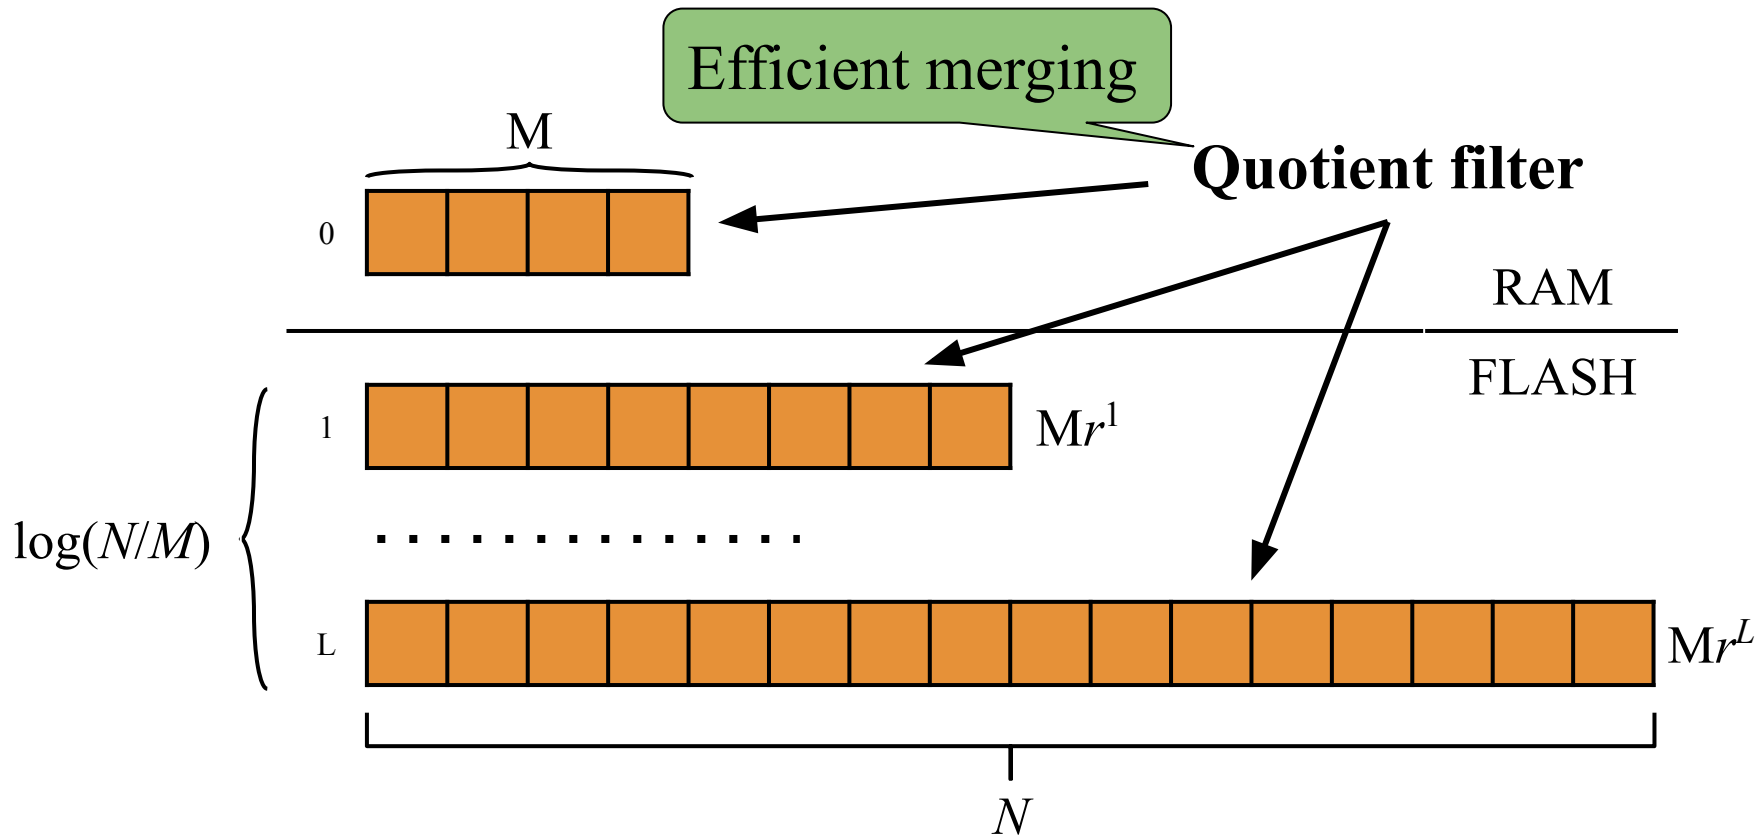 Efficient merging
M
Quotient filter
0
RAM
FLASH
1
Mr¹
log(N/M)
L
Mrᴸ
N